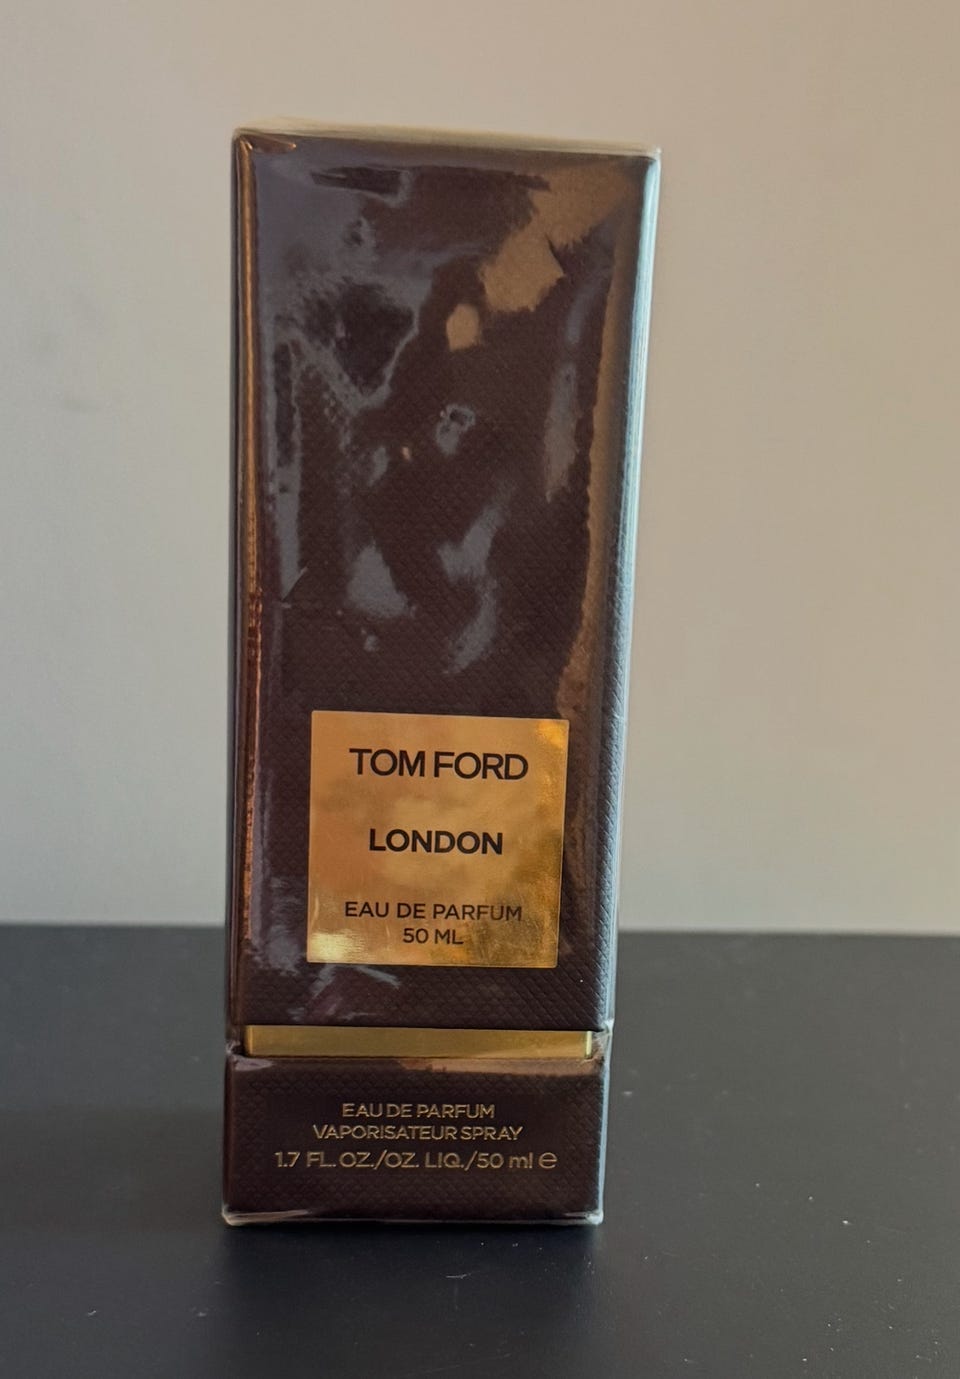 TOM FORD
LONDON
EAU DE PARFUM
50 ML
EAU DE PARFUM
VAPORISATEUR SPRAY
1.7 FL. OZ./OZ. LIQ./50 ml ℮